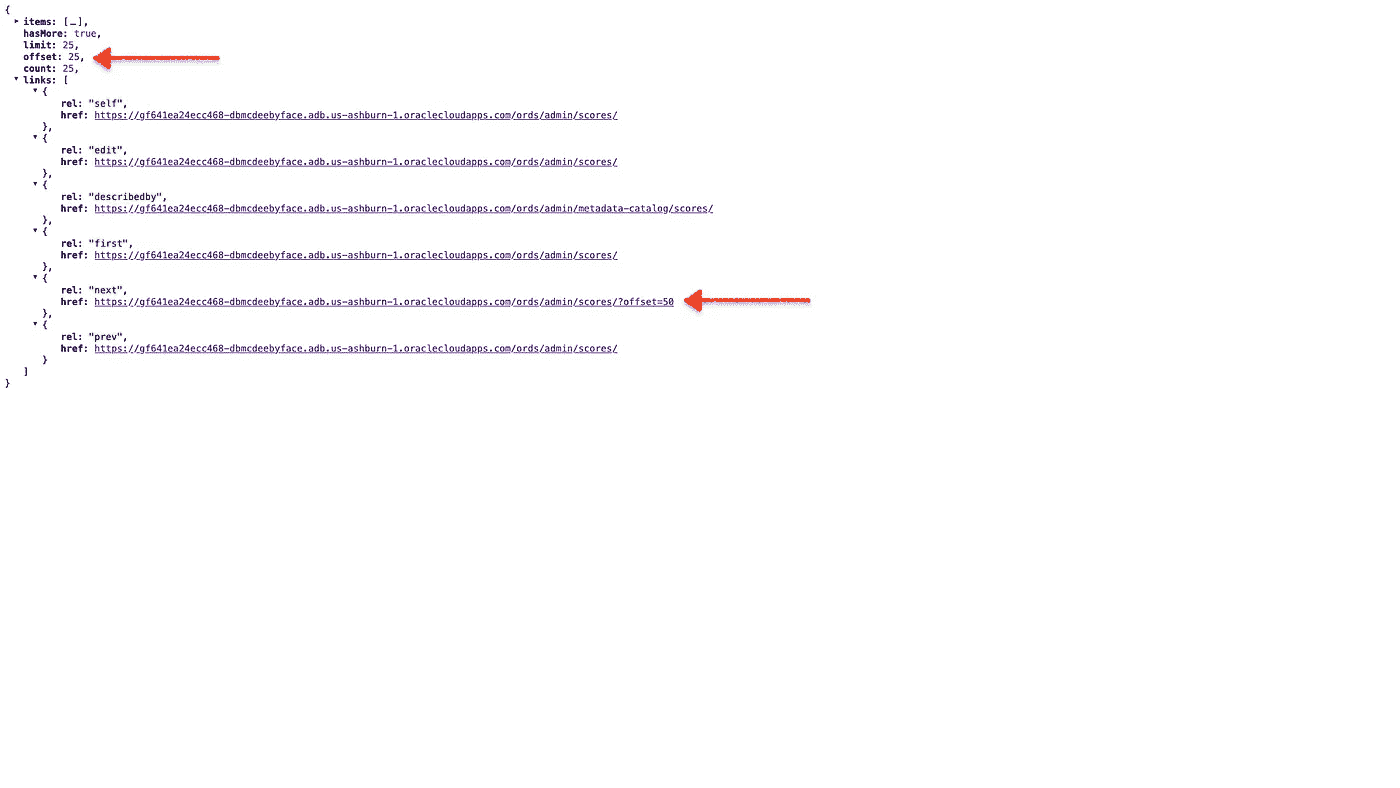 {
items: […],
hasMore: true,
limit: 25,
offset: 25,
count: 25,
links: [
{
rel: "self",
href: https://gf641ea24ecc468-dbmcdeebyface.adb.us-ashburn-1.oraclecloudapps.com/ords/admin/scores/
},
{
rel: "edit",
href: https://gf641ea24ecc468-dbmcdeebyface.adb.us-ashburn-1.oraclecloudapps.com/ords/admin/scores/
},
{
rel: "describedby",
href: https://gf641ea24ecc468-dbmcdeebyface.adb.us-ashburn-1.oraclecloudapps.com/ords/admin/metadata-catalog/scores/
},
{
rel: "first",
href: https://gf641ea24ecc468-dbmcdeebyface.adb.us-ashburn-1.oraclecloudapps.com/ords/admin/scores/
},
{
rel: "next",
href: https://gf641ea24ecc468-dbmcdeebyface.adb.us-ashburn-1.oraclecloudapps.com/ords/admin/scores/?offset=50
},
{
rel: "prev",
href: https://gf641ea24ecc468-dbmcdeebyface.adb.us-ashburn-1.oraclecloudapps.com/ords/admin/scores/
}
]
}